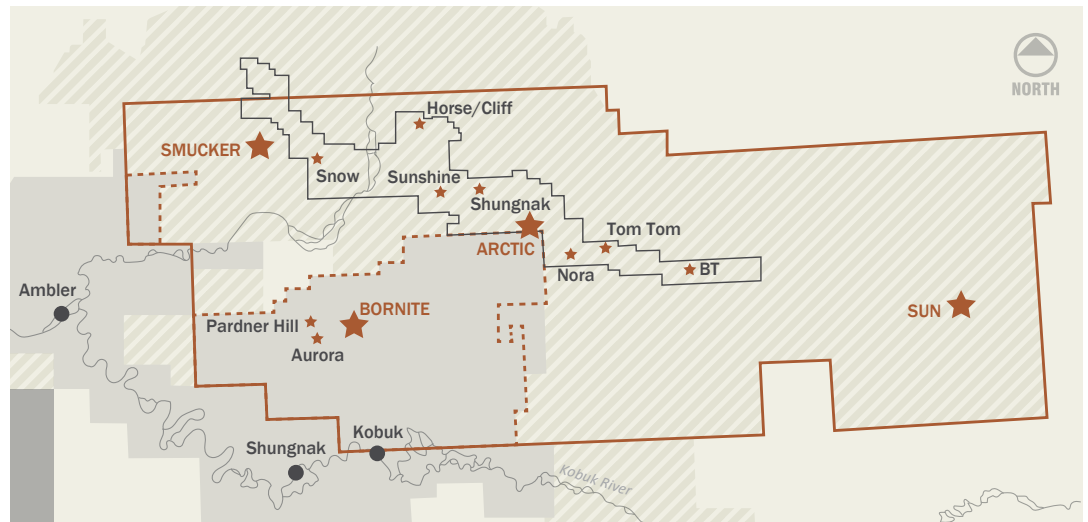 NORTH
Horse/Cliff
SMUCKER
Snow
Sunshine
Shungnak
ARCTIC
Tom Tom
Nora
BT
Ambler
BORNITE
SUN
Pardner Hill
Aurora
Kobuk
Shungnak
Kobuk River